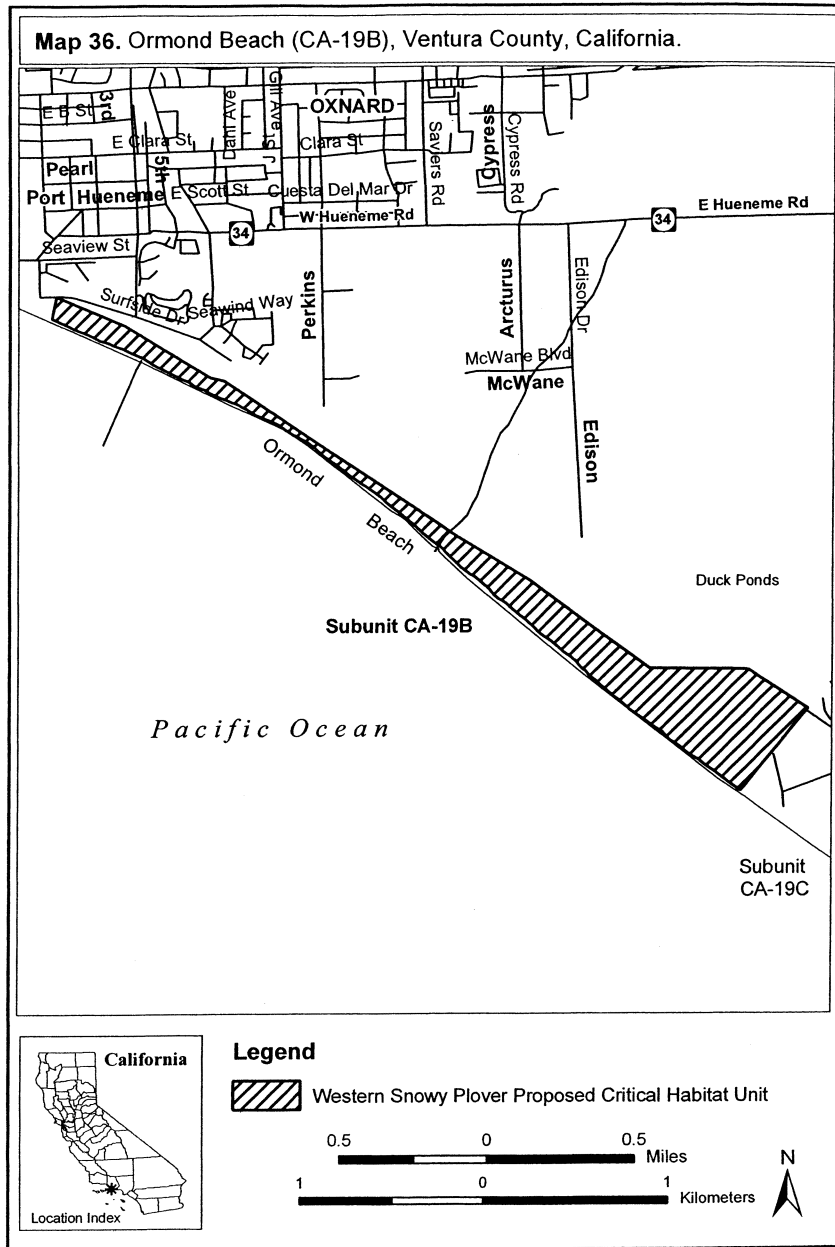 Map 36. Ormond Beach (CA-19B), Ventura County, California.
E B St
3rd
Dahl Ave
Gill Ave
J St
OXNARD
Saviers Rd
Cypress
Cypress Rd
E Clara St
Clara St
Pearl
5th
Port Hueneme
E Scott St
Cuesta Del Mar Dr
W Hueneme Rd
34
34
E Hueneme Rd
Seaview St
Surfside Dr
Seawind Way
Perkins
Arcturus
Edison Dr
McWane Blvd
McWane
Edison
Ormond
Beach
Duck Ponds
Subunit CA-19B
Pacific Ocean
Subunit
CA-19C
California
Location Index
Legend
Western Snowy Plover Proposed Critical Habitat Unit
0.5 0 0.5
Miles
1 0 1
Kilometers
N